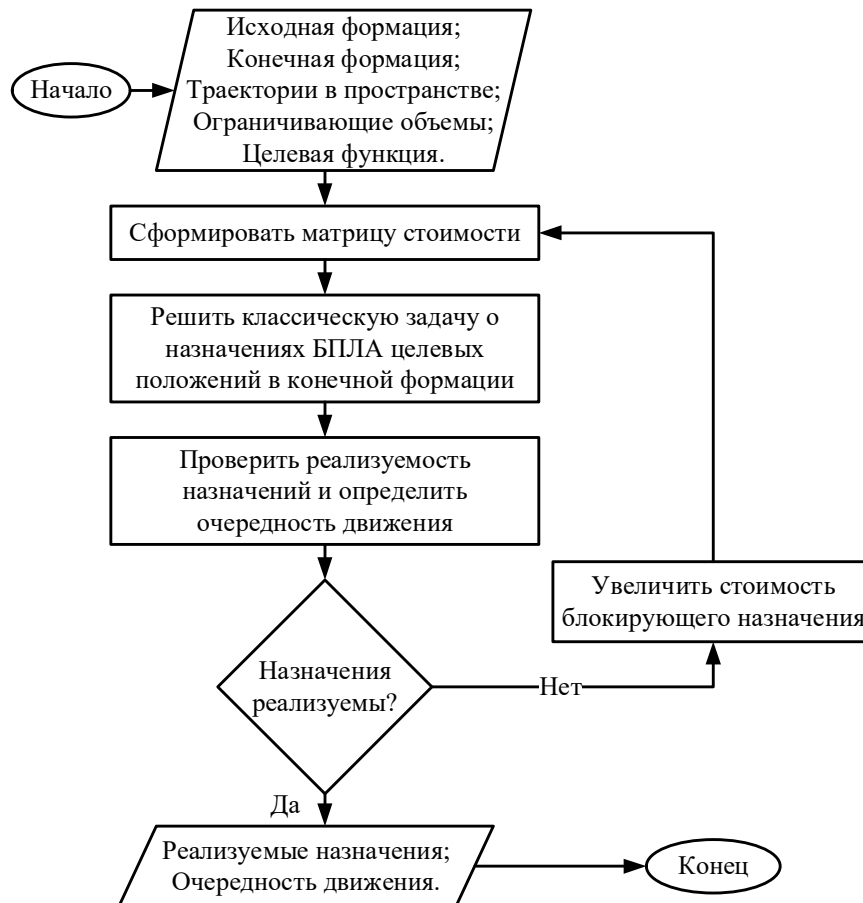 Начало
Исходная формация;
Конечная формация;
Траектории в пространстве;
Ограничивающие объемы;
Целевая функция.
Сформировать матрицу стоимости
Решить классическую задачу о
назначениях БПЛА целевых
положений в конечной формации
Проверить реализуемость
назначений и определить
очередность движения
Увеличить стоимость
блокирующего назначения
Назначения
реализуемы?
Нет
Да
Реализуемые назначения;
Очередность движения.
Конец